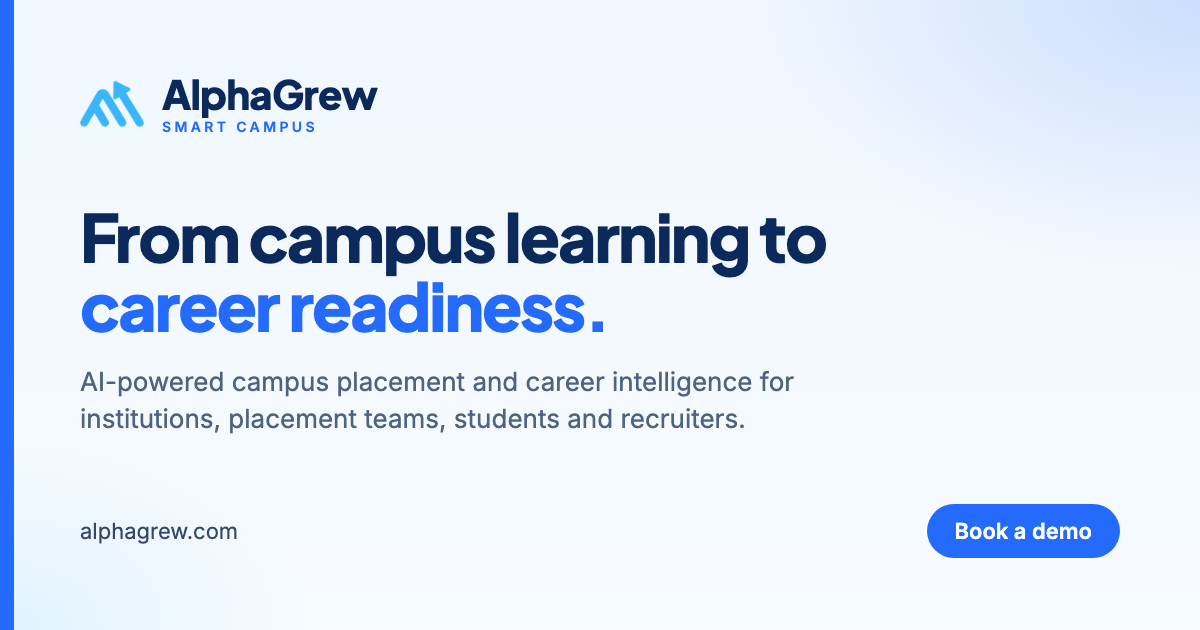 AlphaGrew
SMART CAMPUS
From campus learning to
career readiness.
AI-powered campus placement and career intelligence for
institutions, placement teams, students and recruiters.
alphagrew.com
Book a demo